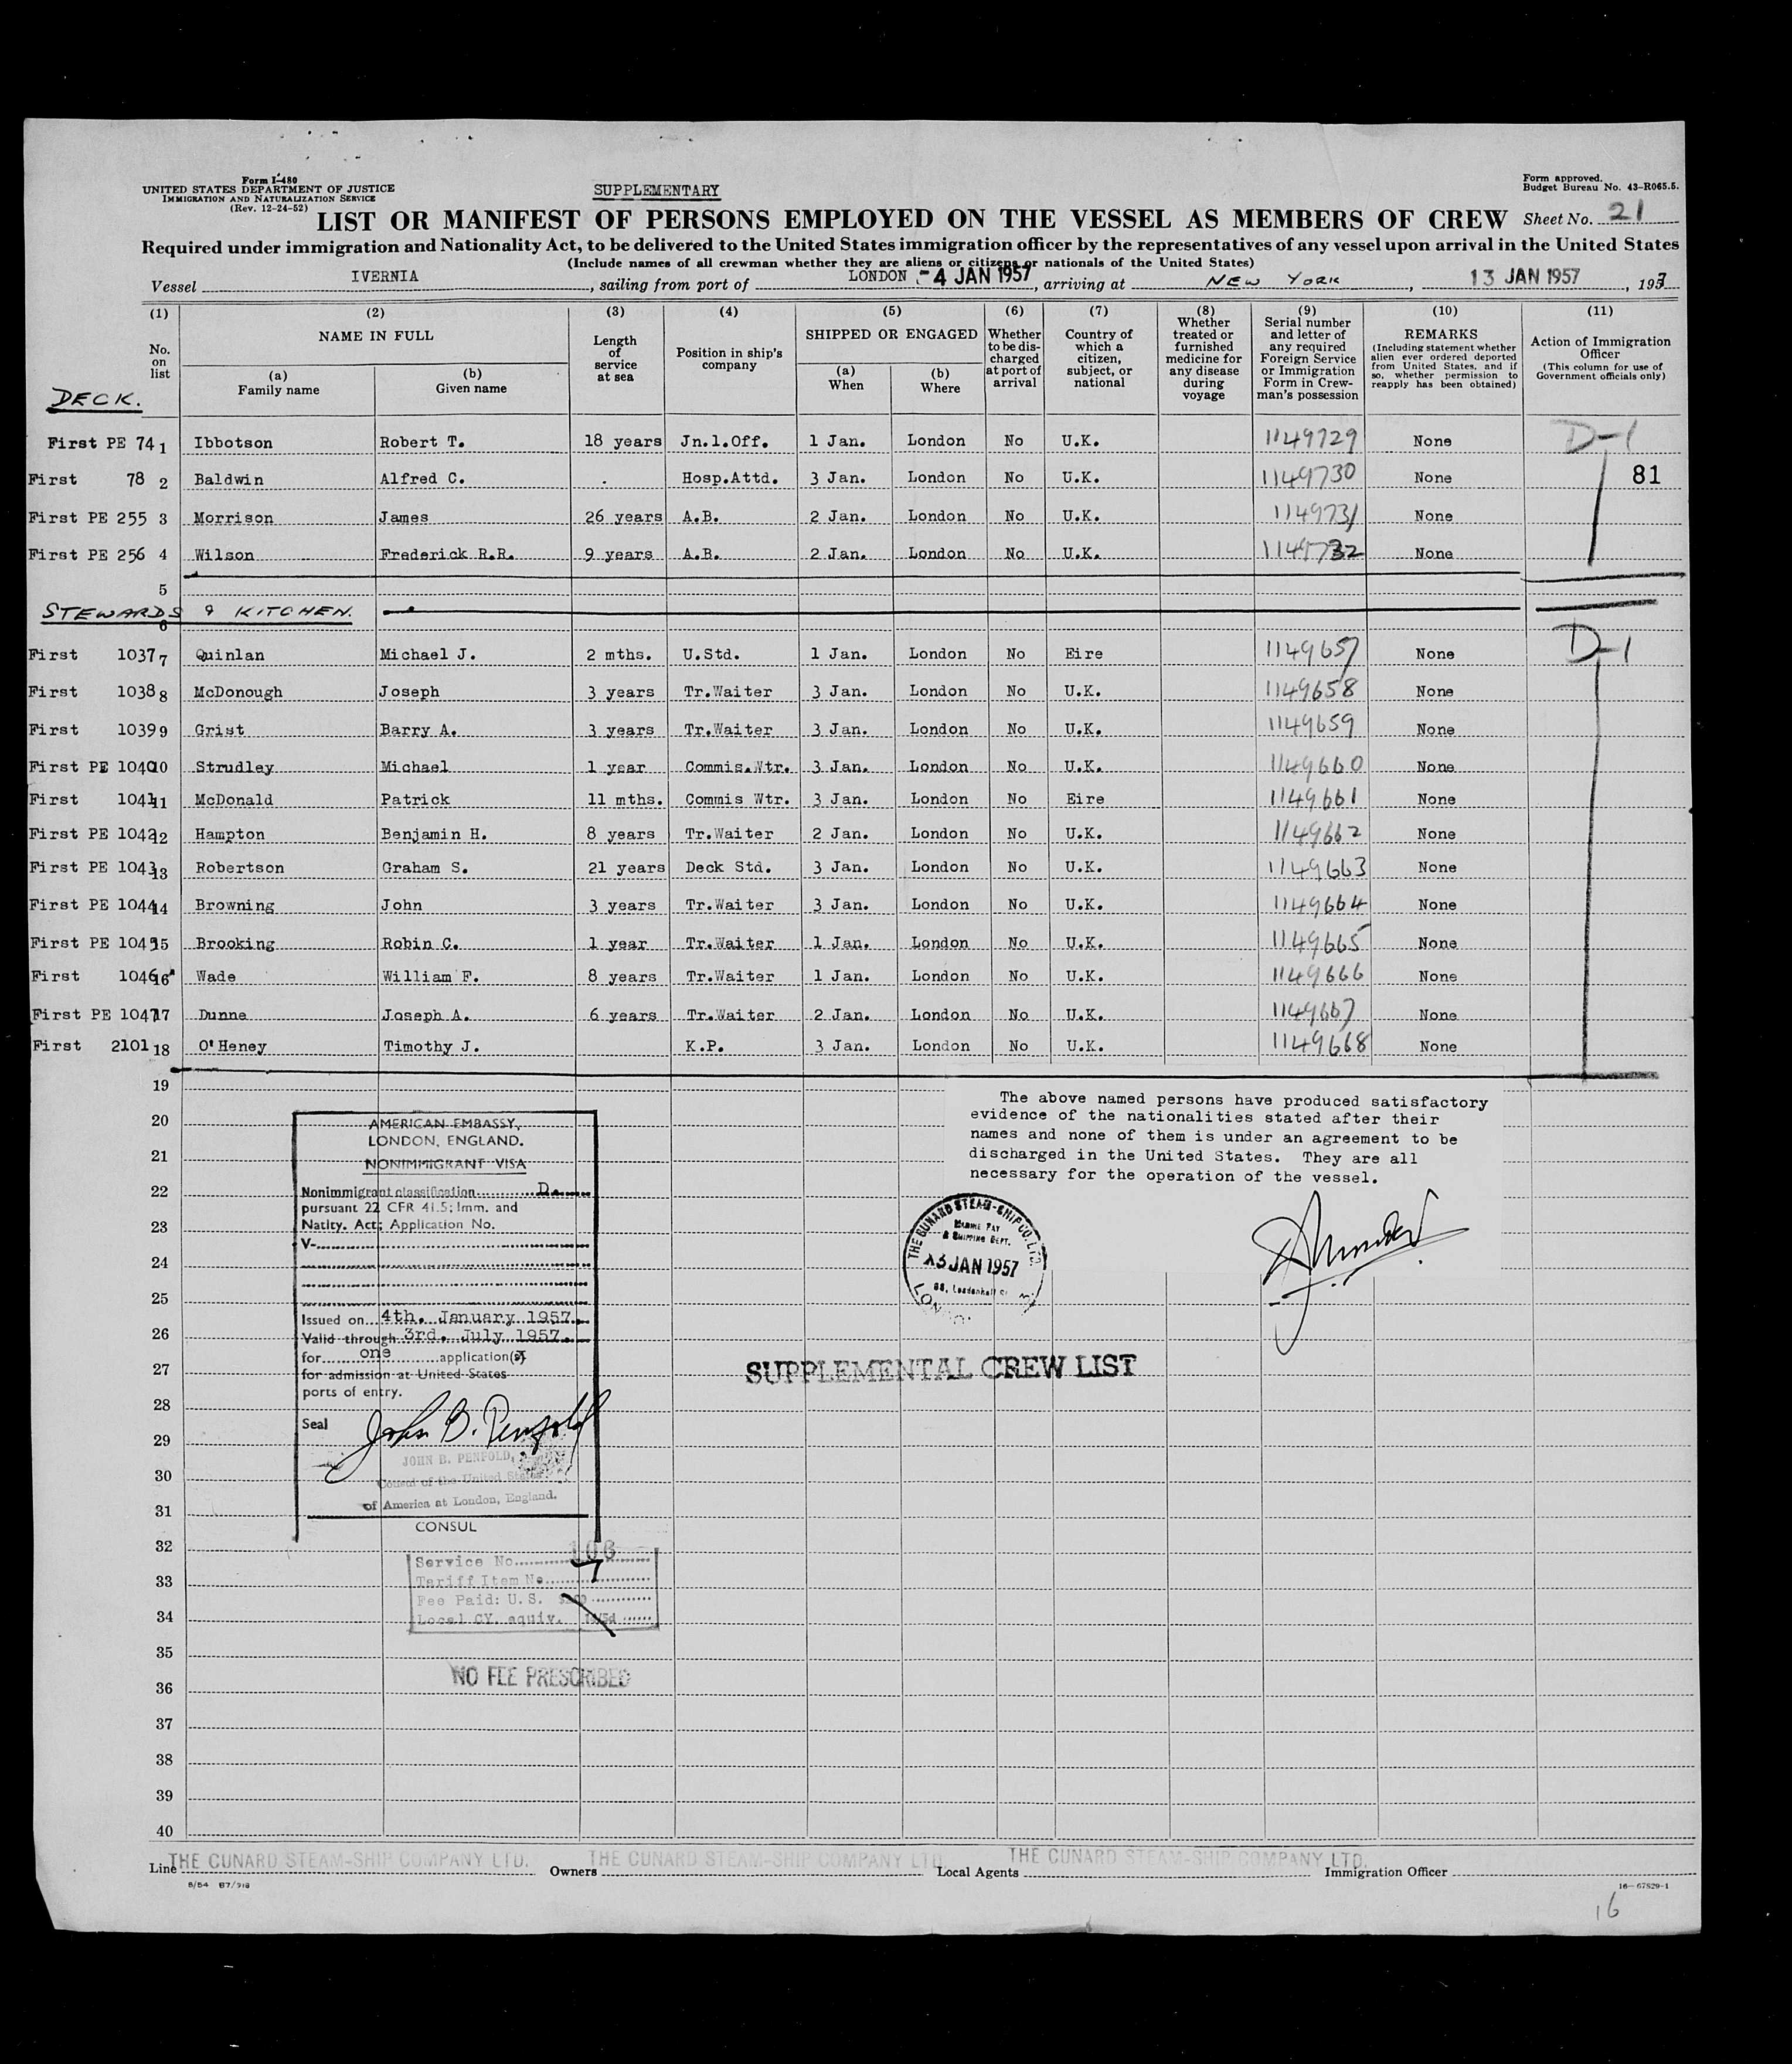 Form I-480
UNITED STATES DEPARTMENT OF JUSTICE
IMMIGRATION AND NATURALIZATION SERVICE
(Rev. 12-24-52)
SUPPLEMENTARY
Form approved.
Budget Bureau No. 43-R065.5.
LIST OR MANIFEST OF PERSONS EMPLOYED ON THE VESSEL AS MEMBERS OF CREW Sheet No. 21
Required under immigration and Nationality Act, to be delivered to the United States immigration officer by the representatives of any vessel upon arrival in the United States
(Include names of all crewman whether they are aliens or citizens or nationals of the United States)
Vessel IVERNIA, sailing from port of LONDON - 4 JAN 1957, arriving at NEW YORK, 13 JAN 1957, 1957
(1) (2) (3) (4) (5) (6) (7) (8) (9) (10) (11)
No. on list
NAME IN FULL
(a) Family name
(b) Given name
Length of service at sea
Position in ship's company
SHIPPED OR ENGAGED
(a) When
(b) Where
Whether to be discharged at port of arrival
Country of which a citizen, subject, or national
Whether treated or furnished medicine for any disease during voyage
Serial number and letter of any required Foreign Service or Immigration Form in Crewman's possession
REMARKS
(Including statement whether alien ever ordered deported from United States, and if so, whether permission to reapply has been obtained)
Action of Immigration Officer
(This column for use of Government officials only)
DECK.
First PE 74 1 Ibbotson Robert T. 18 years Jn.1.Off. 1 Jan. London No U.K. 1149729 None D-1
First 78 2 Baldwin Alfred C. . Hosp.Attd. 3 Jan. London No U.K. 1149730 None 81
First PE 255 3 Morrison James 26 years A.B. 2 Jan. London No U.K. 1149731 None
First PE 256 4 Wilson Frederick R.R. 9 years A.B. 2 Jan. London No U.K. 1149732 None
5
STEWARDS & KITCHEN.
6
First 1037 7 Quinlan Michael J. 2 mths. U.Std. 1 Jan. London No Eire 1149657 None D-1
First 1038 8 McDonough Joseph 3 years Tr.Waiter 3 Jan. London No U.K. 1149658 None
First 1039 9 Grist Barry A. 3 years Tr.Waiter 3 Jan. London No U.K. 1149659 None
First PE 1040 10 Strudley Michael 1 year Commis.Wtr. 3 Jan. London No U.K. 1149660 None
First 1041 11 McDonald Patrick 11 mths. Commis Wtr. 3 Jan. London No Eire 1149661 None
First PE 1042 12 Hampton Benjamin H. 8 years Tr.Waiter 2 Jan. London No U.K. 1149662 None
First PE 1043 13 Robertson Graham S. 21 years Deck Std. 3 Jan. London No U.K. 1149663 None
First PE 1044 14 Browning John 3 years Tr.Waiter 3 Jan. London No U.K. 1149664 None
First PE 1045 15 Brooking Robin C. 1 year Tr.Waiter 1 Jan. London No U.K. 1149665 None
First 1046 16 Wade William F. 8 years Tr.Waiter 1 Jan. London No U.K. 1149666 None
First PE 1047 17 Dunne Joseph A. 6 years Tr.Waiter 2 Jan. London No U.K. 1149667 None
First 2101 18 O'Heney Timothy J. K.P. 3 Jan. London No U.K. 1149668 None
19
20
21
22
23
24
25
26
27
28
29
30
31
32
33
34
35
36
37
38
39
40
The above named persons have produced satisfactory
evidence of the nationalities stated after their
names and none of them is under an agreement to be
discharged in the United States. They are all
necessary for the operation of the vessel.
AMERICAN EMBASSY,
LONDON, ENGLAND.
NONIMMIGRANT VISA
Nonimmigrant classification D.
pursuant 22 CFR 41.5; Imm. and
Natlty. Act; Application No.
V-
Issued on 4th. January 1957.
Valid through 3rd. July 1957.
for one application(s)
for admission at United States
ports of entry.
Seal
John B. Penfold
JOHN B. PENFOLD,
Consul of the United States
of America at London, England.
CONSUL
THE CUNARD STEAM-SHIP CO. LTD.
MARINE PAY
& SHIPPING DEPT.
3 JAN 1957
88, Leadenhall St
LONDON
SUPPLEMENTAL CREW LIST
Service No. 106
Tariff Item No. 7
Fee Paid: U.S.
Local CY. equiv.
NO FEE PRESCRIBED
Line THE CUNARD STEAM-SHIP COMPANY LTD. Owners THE CUNARD STEAM-SHIP COMPANY LTD. Local Agents THE CUNARD STEAM-SHIP COMPANY LTD. Immigration Officer
16-67829-1
16